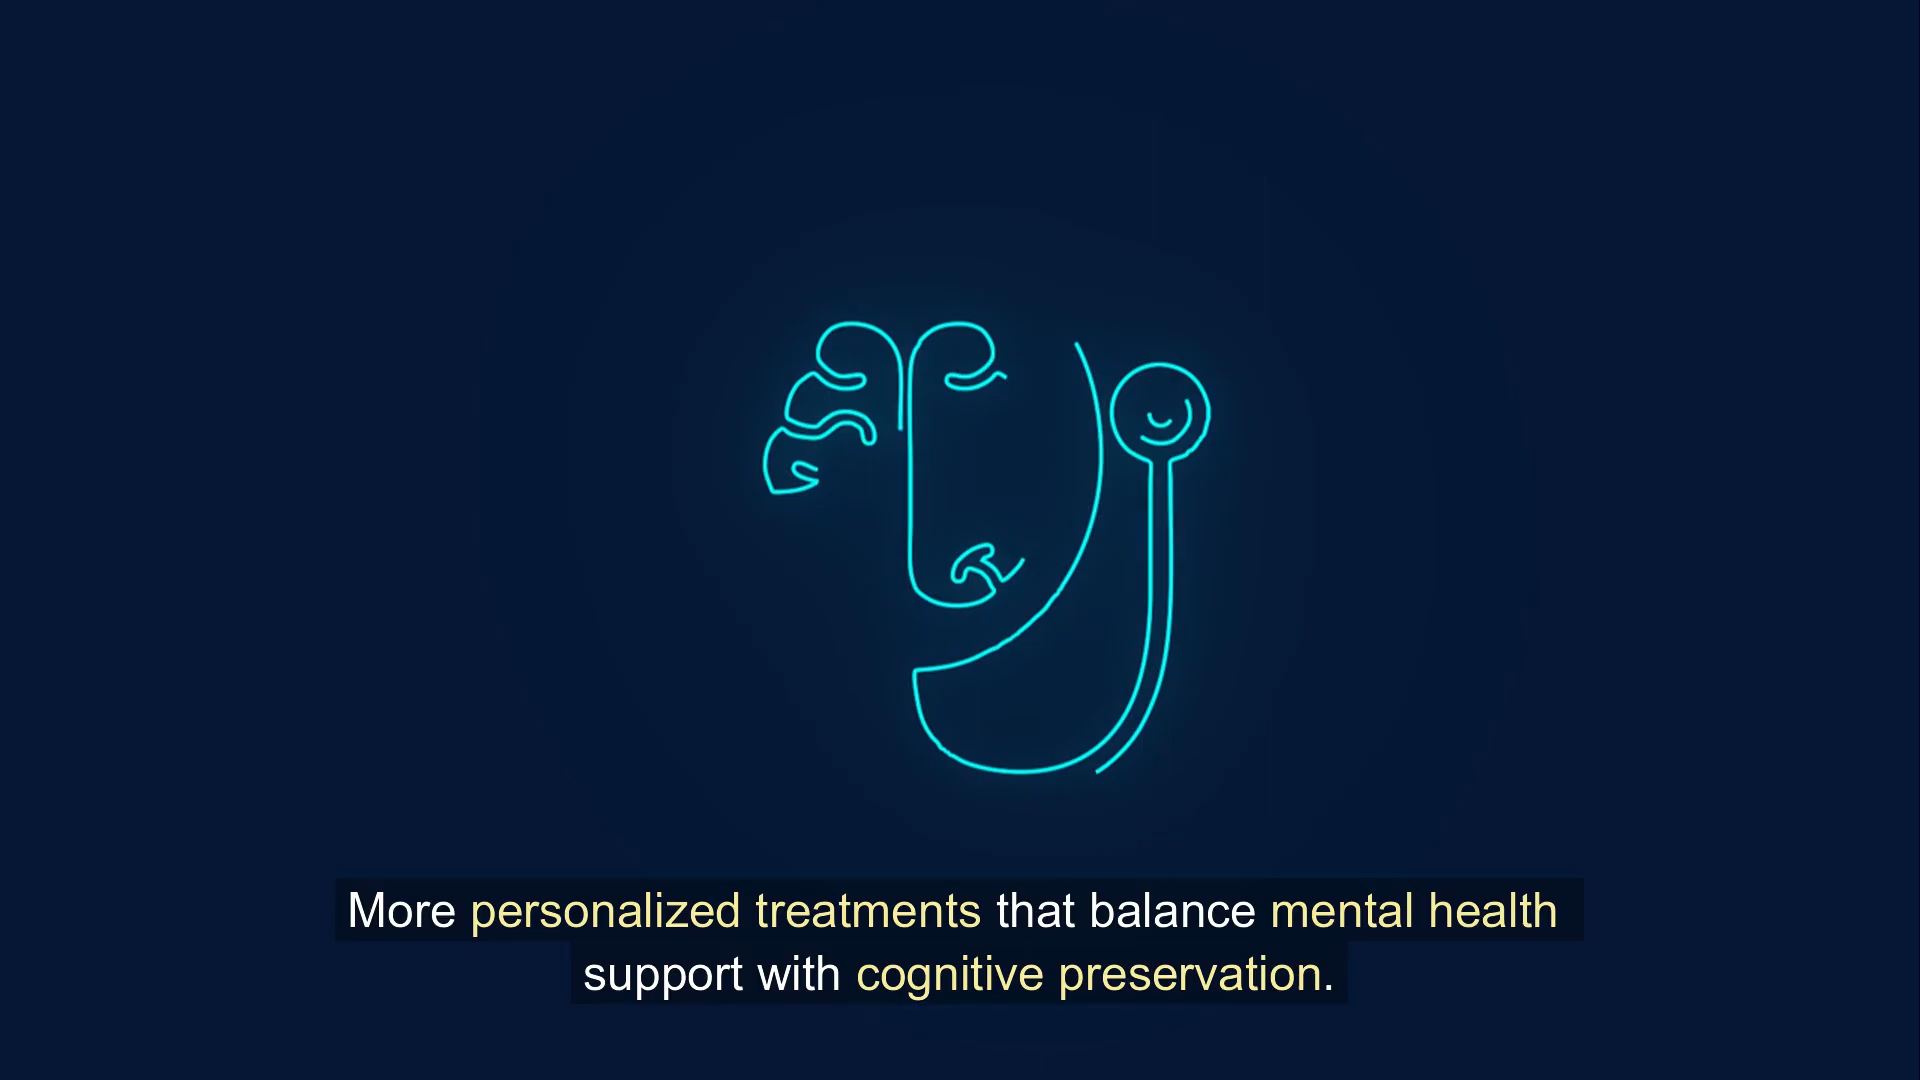 More personalized treatments that balance mental health
support with cognitive preservation.